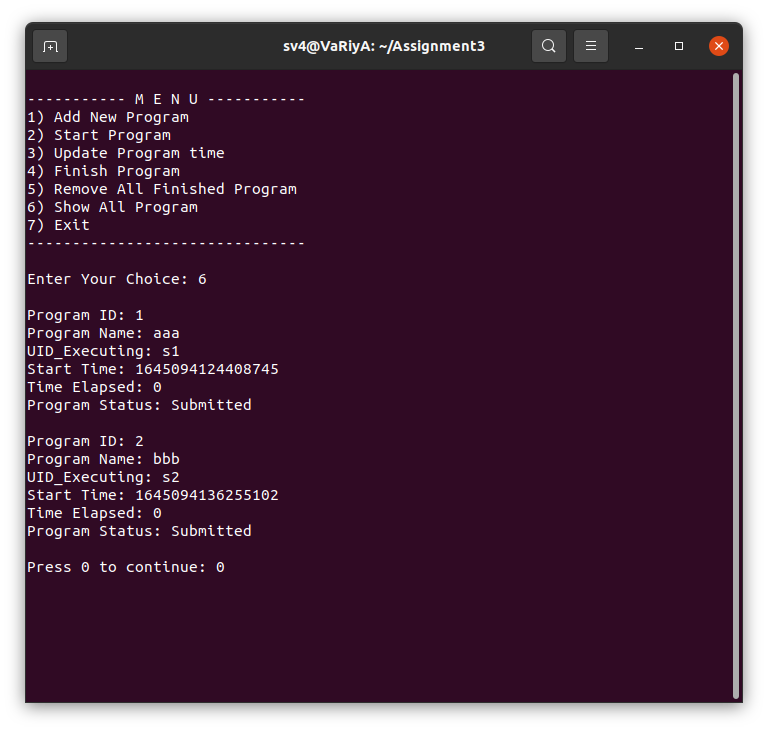 sv4@VaRiyA: ~/Assignment3
----------- M E N U -----------
1) Add New Program
2) Start Program
3) Update Program time
4) Finish Program
5) Remove All Finished Program
6) Show All Program
7) Exit
-------------------------------
Enter Your Choice: 6
Program ID: 1
Program Name: aaa
UID_Executing: s1
Start Time: 1645094124408745
Time Elapsed: 0
Program Status: Submitted
Program ID: 2
Program Name: bbb
UID_Executing: s2
Start Time: 1645094136255102
Time Elapsed: 0
Program Status: Submitted
Press 0 to continue: 0